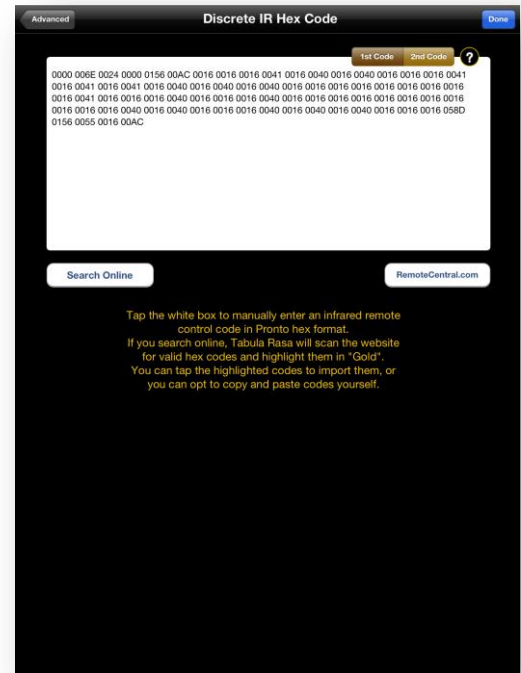 Advanced
Discrete IR Hex Code
Done
1st Code
2nd Code
?
0000 006E 0024 0000 0156 00AC 0016 0016 0016 0041 0016 0040 0016 0040 0016 0016 0016 0041
0016 0041 0016 0041 0016 0040 0016 0040 0016 0040 0016 0016 0016 0016 0016 0016 0016 0016
0016 0041 0016 0016 0016 0016 0016 0040 0016 0040 0016 0016 0016 0016 0016 0016 0016 0016
0016 0016 0016 0040 0016 0040 0016 0016 0016 0040 0016 0040 0016 0040 0016 0016 0016 058D
0156 0055 0016 00AC
Search Online
RemoteCentral.com
Tap the white box to manually enter an infrared remote
control code in Pronto hex format.
If you search online, Tabula Rasa will scan the website
for valid hex codes and highlight them in "Gold".
You can tap the highlighted codes to import them, or
you can opt to copy and paste codes yourself.